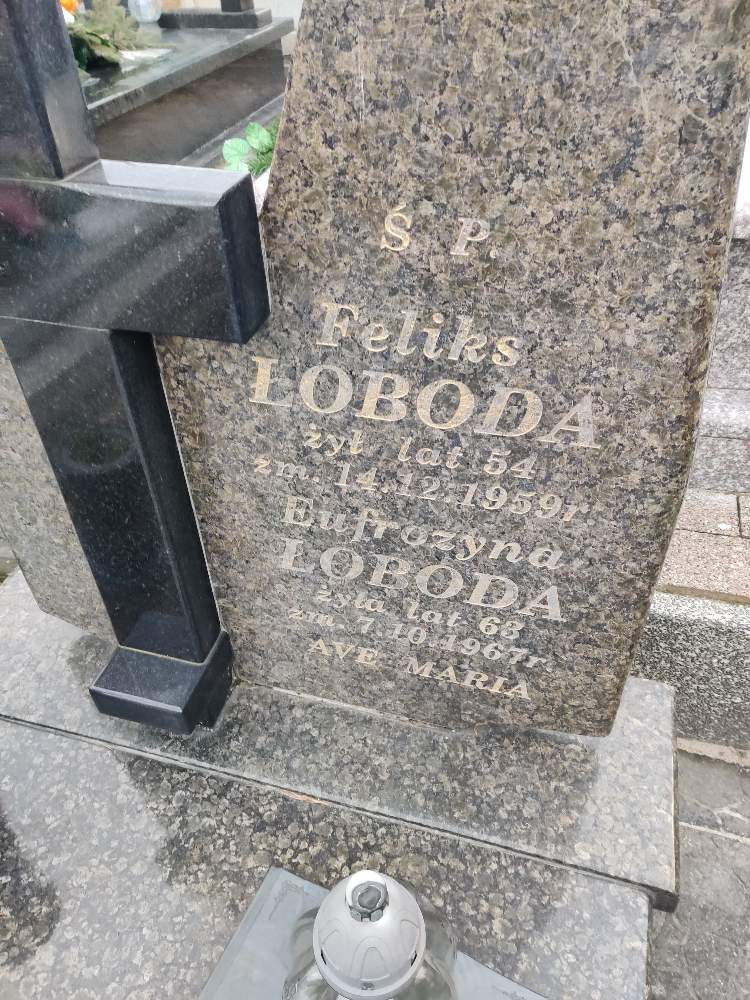 Ś P.
Feliks
ŁOBODA
żył lat 54
zm. 14.12.1959r.
Eufrozyna
ŁOBODA
żyła lat 63
zm. 7.10.1967r.
AVE MARIA